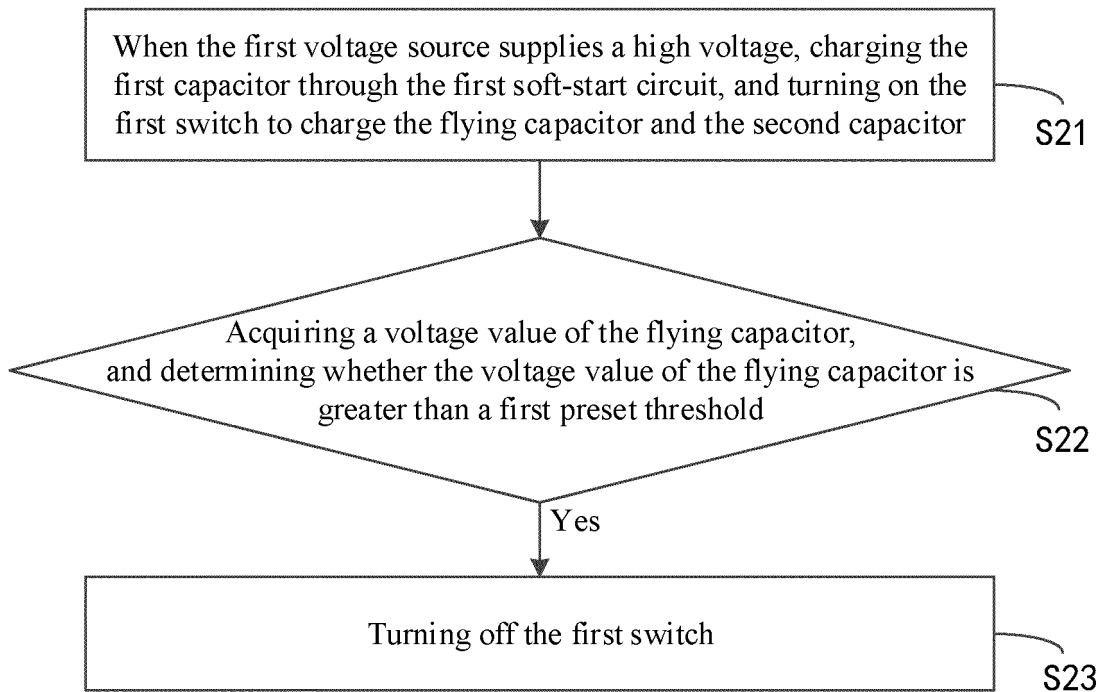 When the first voltage source supplies a high voltage, charging the
first capacitor through the first soft-start circuit, and turning on the
first switch to charge the flying capacitor and the second capacitor
S21
Acquiring a voltage value of the flying capacitor,
and determining whether the voltage value of the flying capacitor is
greater than a first preset threshold
S22
Yes
Turning off the first switch
S23